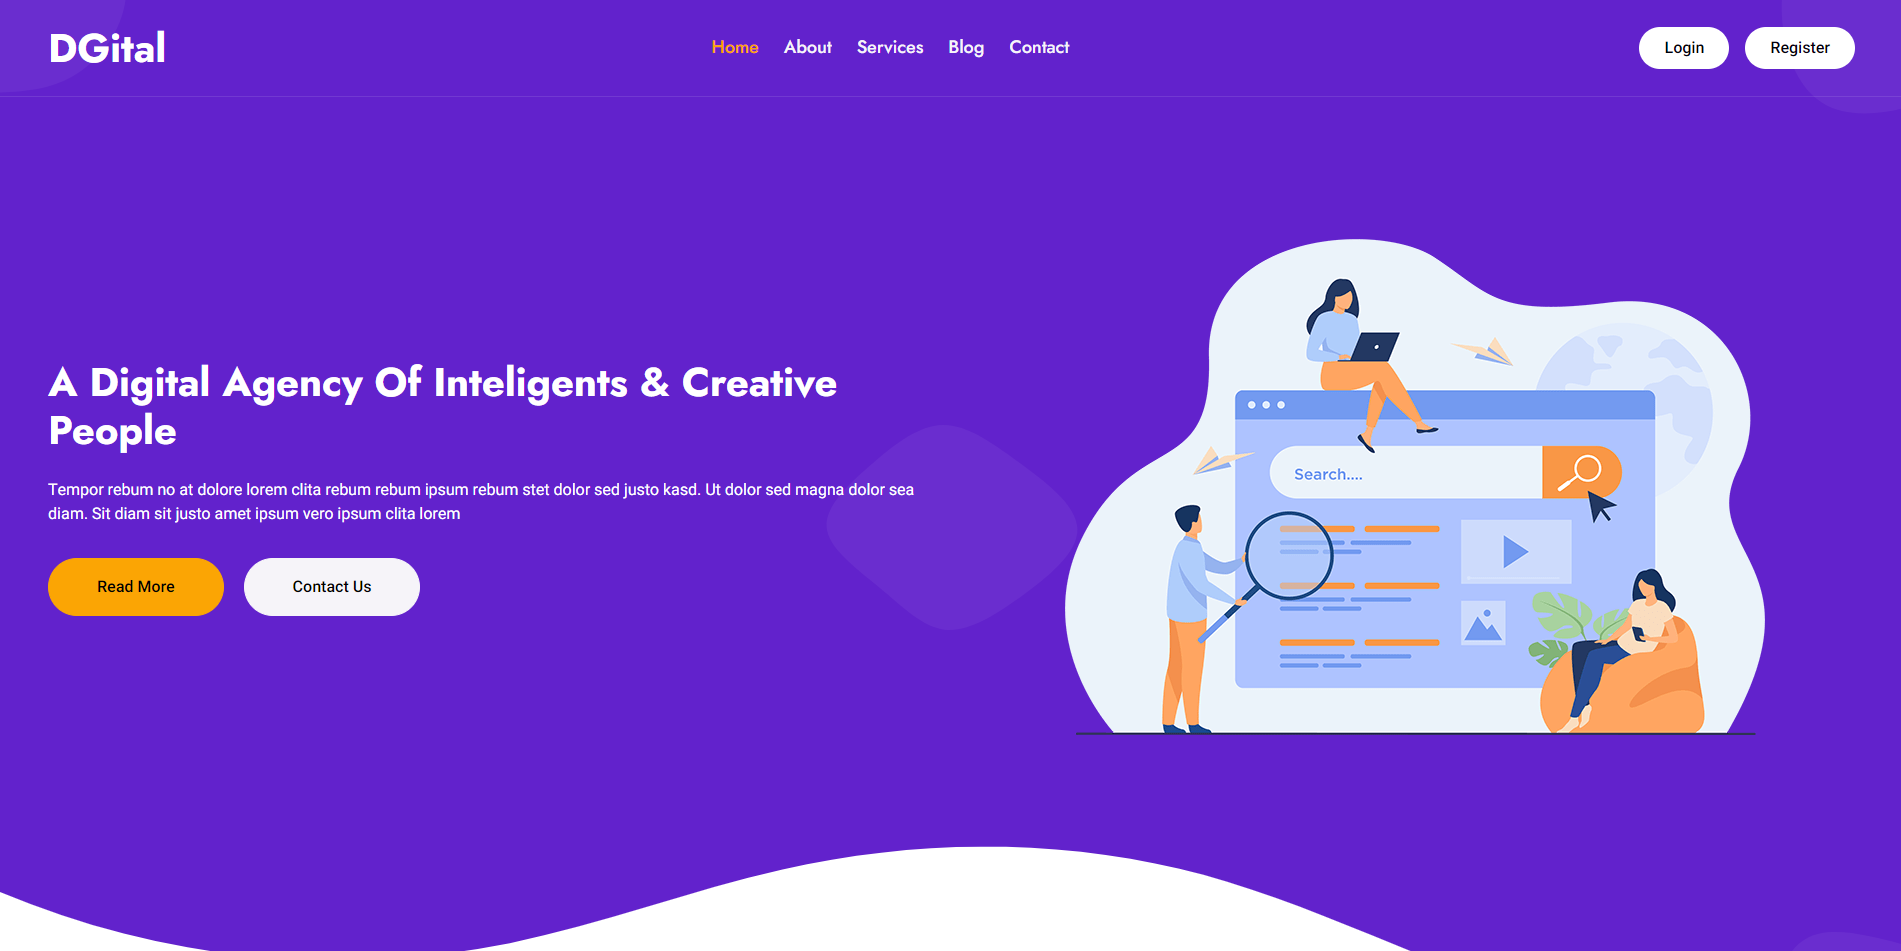 DGital
Home About Services Blog Contact
Login Register
A Digital Agency Of Inteligents & Creative
People
Tempor rebum no at dolore lorem clita rebum rebum ipsum rebum stet dolor sed justo kasd. Ut dolor sed magna dolor sea
diam. Sit diam sit justo amet ipsum vero ipsum clita lorem
Read More Contact Us
Search....